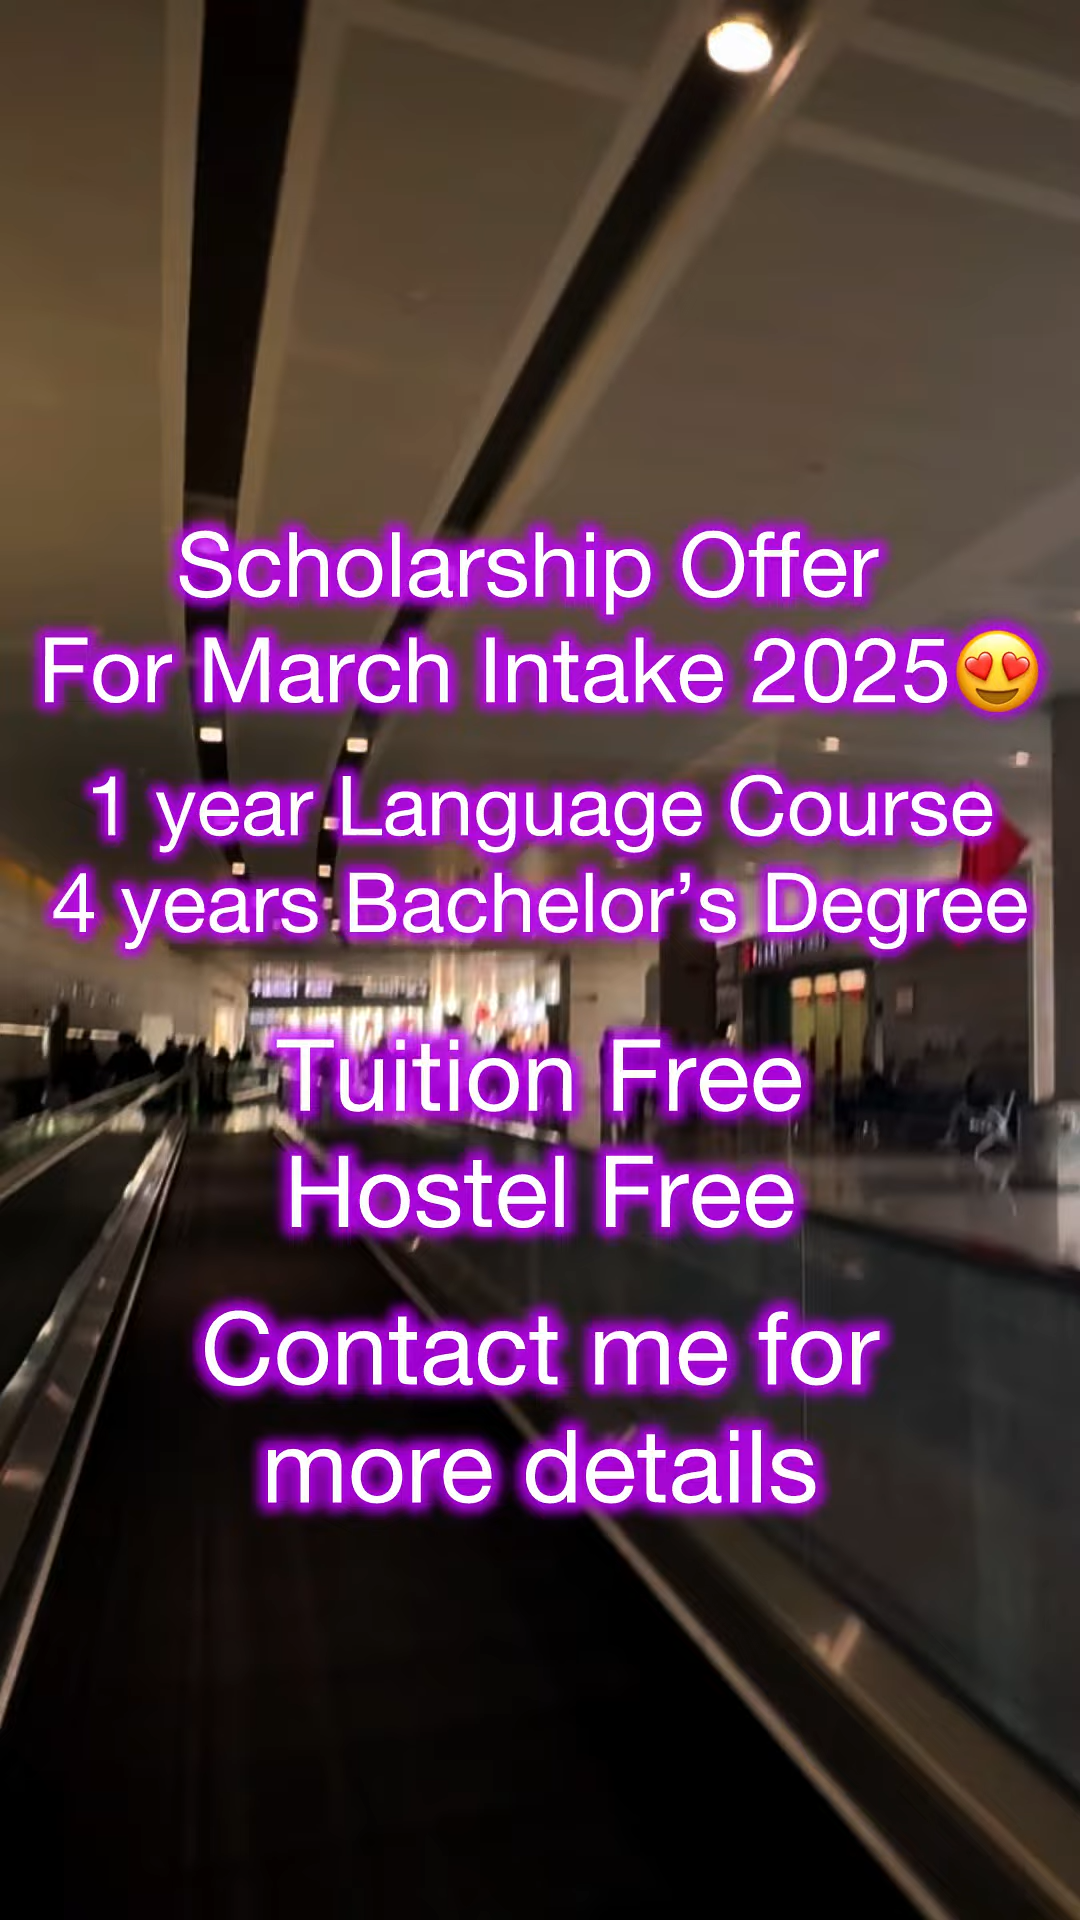 Scholarship Offer
For March Intake 2025😍
1 year Language Course
4 years Bachelor’s Degree
Tuition Free
Hostel Free
Contact me for
more details